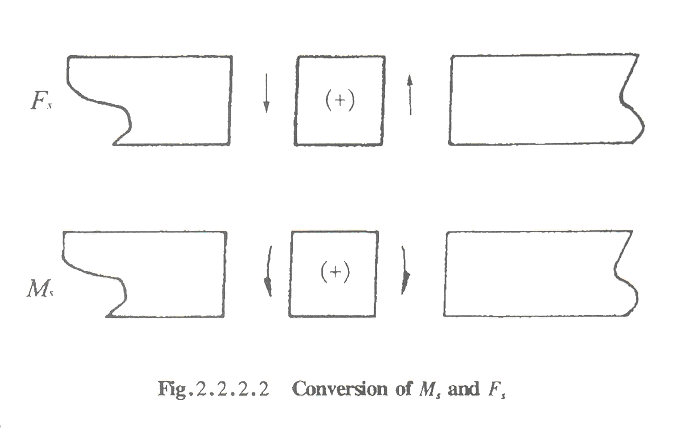 Fₛ (+)
Mₛ (+)
Fig.2.2.2.2 Conversion of Mₛ and Fₛ